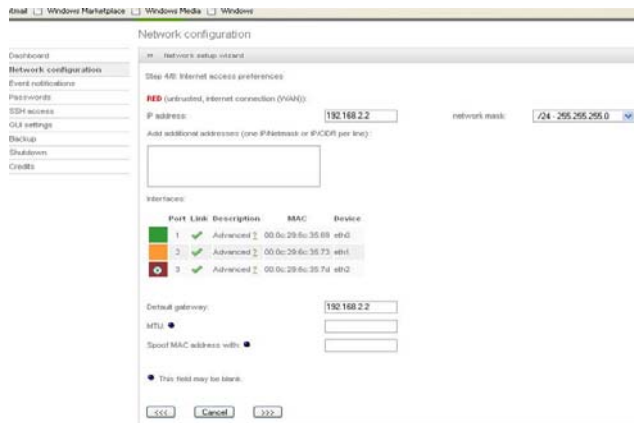 otmail Windows Marketplace Windows Media Windows
Network configuration
Dashboard
Network configuration
Event notifications
Passwords
SSH access
GUI settings
Backup
Shutdown
Credits
Network setup wizard
Step 4/8: Internet access preferences
RED (untrusted, internet connection (WAN)):
IP address: 192.168.2.2 network mask: /24 - 255.255.255.0
Add additional addresses (one IP/Netmask or IP/CIDR per line):
Interfaces:
Port Link Description MAC Device
1 Advanced ? 00:0c:29:6c:35:69 eth0
2 Advanced ? 00:0c:29:6c:35:73 eth1
3 Advanced ? 00:0c:29:6c:35:7d eth2
Default gateway: 192.168.2.2
MTU:
Spoof MAC address with:
This field may be blank.
<<< Cancel >>>